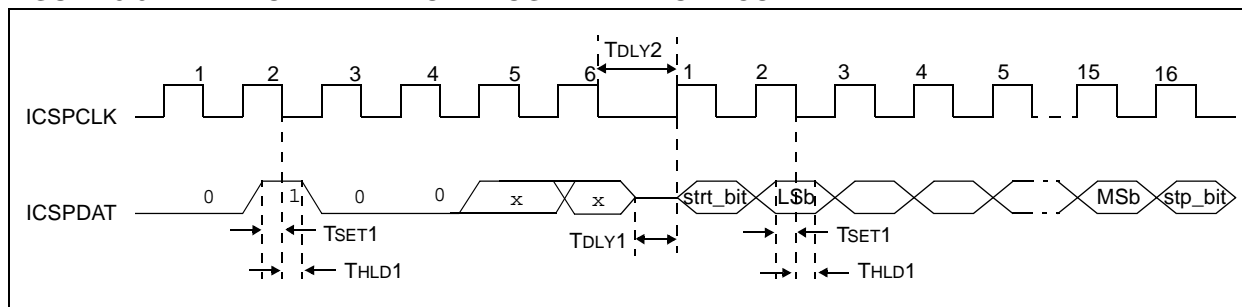 TDLY2
1 2 3 4 5 6 1 2 3 4 5 15 16
ICSPCLK
ICSPDAT
0 1 0 0 x x strt_bit LSb MSb stp_bit
TSET1 TDLY1 TSET1
THLD1 THLD1